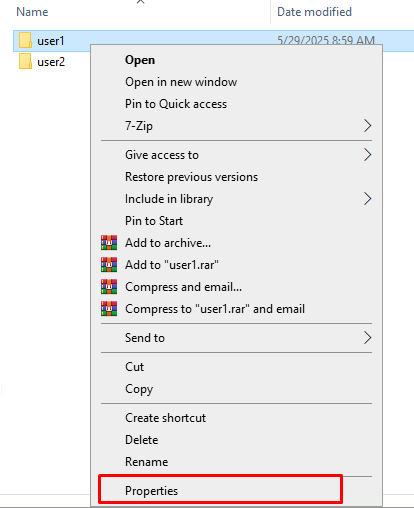 Name Date modified
user1 5/29/2025 8:59 AM
user2
Open
Open in new window
Pin to Quick access
7-Zip
Give access to
Restore previous versions
Include in library
Pin to Start
Add to archive...
Add to "user1.rar"
Compress and email...
Compress to "user1.rar" and email
Send to
Cut
Copy
Create shortcut
Delete
Rename
Properties